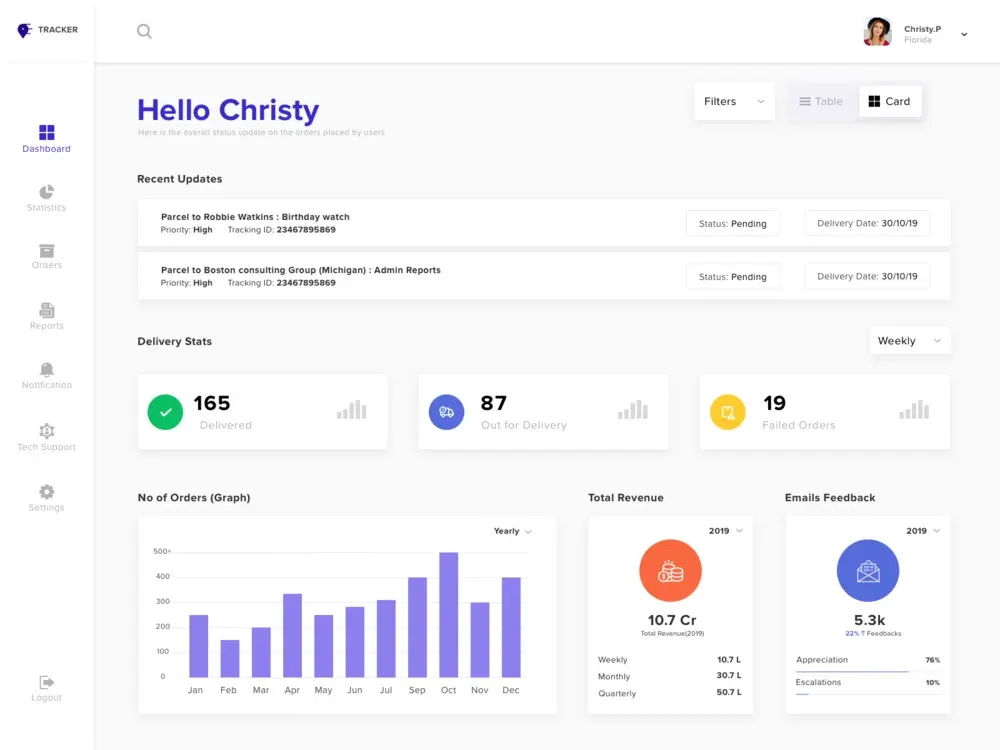 TRACKER
Christy.P
Florida
Dashboard
Statistics
Orders
Reports
Notification
Tech Support
Settings
Logout
Hello Christy
Here is the overall status update on the orders placed by users
Filters
Table
Card
Recent Updates
Parcel to Robbie Watkins : Birthday watch
Priority: High Tracking ID: 23467895869
Status: Pending
Delivery Date: 30/10/19
Parcel to Boston consulting Group (Michigan) : Admin Reports
Priority: High Tracking ID: 23467895869
Status: Pending
Delivery Date: 30/10/19
Delivery Stats
Weekly
165
Delivered
87
Out for Delivery
19
Failed Orders
No of Orders (Graph)
Yearly
500+
400
300
200
100
0
Jan Feb Mar Apr May Jun Jul Sep Oct Nov Dec
Total Revenue
2019
10.7 Cr
Total Revenue(2019)
Weekly 10.7 L
Monthly 30.7 L
Quarterly 50.7 L
Emails Feedback
2019
5.3k
22% ↑ Feedbacks
Appreciation 76%
Escalations 10%